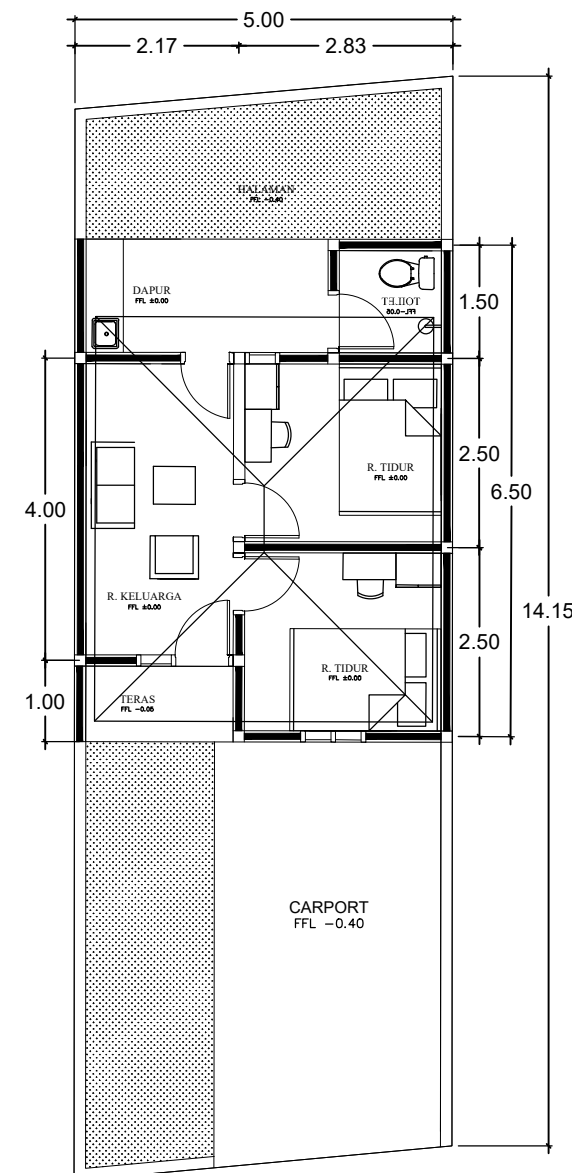 5.00
2.17
2.83
HALAMAN
FFL -0.40
DAPUR
FFL ±0.00
TOILET
FFL-0.05
1.50
R. TIDUR
FFL ±0.00
2.50
6.50
4.00
R. KELUARGA
FFL ±0.00
14.15
R. TIDUR
FFL ±0.00
2.50
1.00
TERAS
FFL -0.05
CARPORT
FFL -0.40